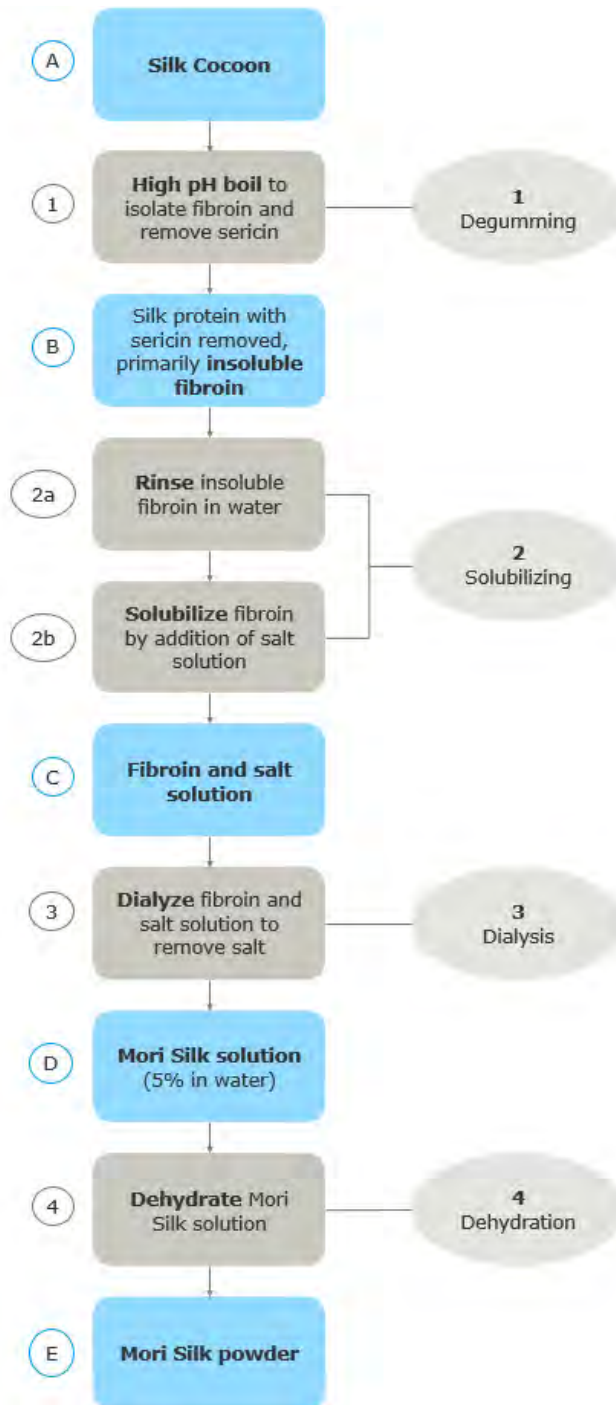 A
Silk Cocoon
1
High pH boil to
isolate fibroin and
remove sericin
1
Degumming
B
Silk protein with
sericin removed,
primarily insoluble
fibroin
2a
Rinse insoluble
fibroin in water
2
Solubilizing
2b
Solubilize fibroin
by addition of salt
solution
C
Fibroin and salt
solution
3
Dialyze fibroin and
salt solution to
remove salt
3
Dialysis
D
Mori Silk solution
(5% in water)
4
Dehydrate Mori
Silk solution
4
Dehydration
E
Mori Silk powder